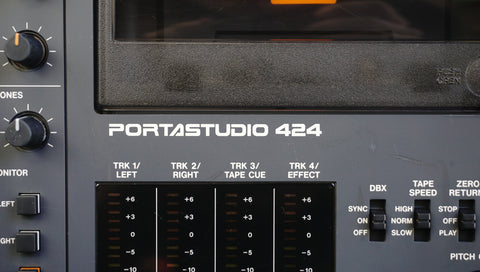 ONES
PORTASTUDIO 424
ONITOR
TRK 1/
LEFT
TRK 2/
RIGHT
TRK 3/
TAPE CUE
TRK 4/
EFFECT
LEFT
IGHT
+6 +6 +6 +6
+3 +3 +3 +3
0 0 0 0
-5 -5 -5 -5
-10 -10 -10 -10
DBX
SYNC
ON
OFF
TAPE
SPEED
HIGH
NORM
SLOW
ZERO
RETURN
STOP
OFF
PLAY
PITCH